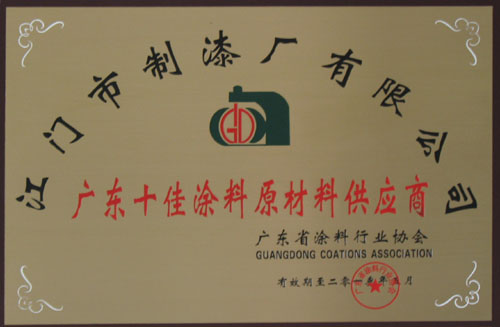 江门市制漆厂有限公司
广东十佳涂料原材料供应商
广东省涂料行业协会
GUANGDONG COATIONS ASSOCIATION
有效期至二零一 年 月